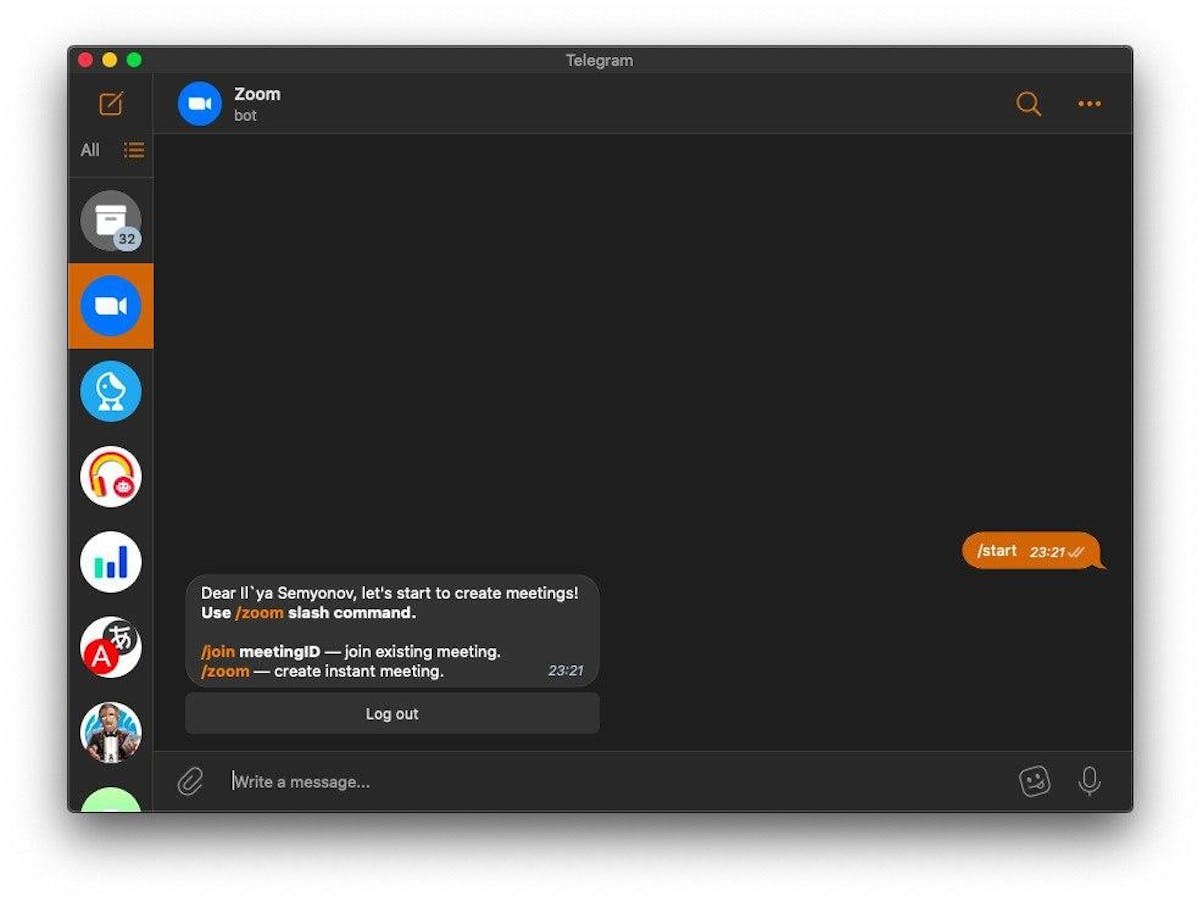 Telegram
Zoom
bot
All
32
/start 23:21
Dear Il`ya Semyonov, let's start to create meetings!
Use /zoom slash command.
/join meetingID — join existing meeting.
/zoom — create instant meeting.
23:21
Log out
Write a message...
あ
A